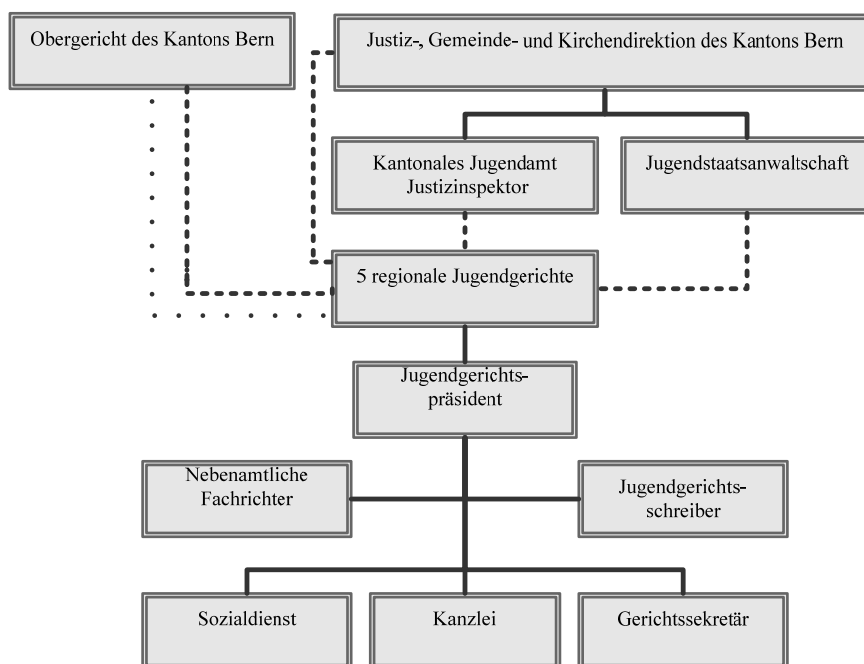 Obergericht des Kantons Bern
Justiz-, Gemeinde- und Kirchendirektion des Kantons Bern
Kantonales Jugendamt
Justizinspektor
Jugendstaatsanwaltschaft
5 regionale Jugendgerichte
Jugendgerichts-
präsident
Nebenamtliche
Fachrichter
Jugendgerichts-
schreiber
Sozialdienst
Kanzlei
Gerichtssekretär